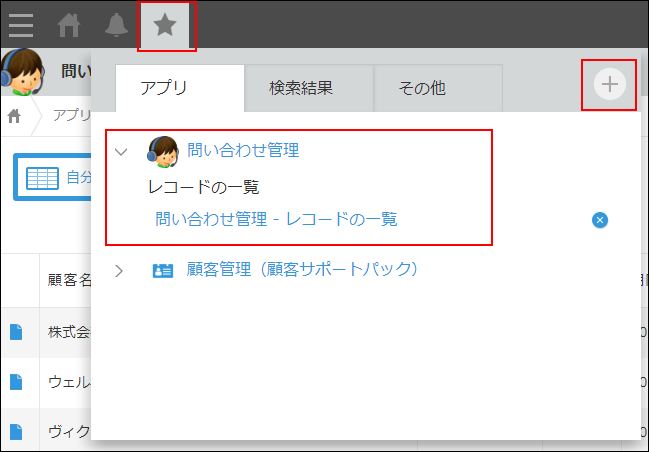 問い
アプリ 検索結果 その他
アプリ
問い合わせ管理
自分
レコードの一覧
問い合わせ管理 - レコードの一覧
顧客管理（顧客サポートパック）
顧客名
株式会
ウェル
ヴィク